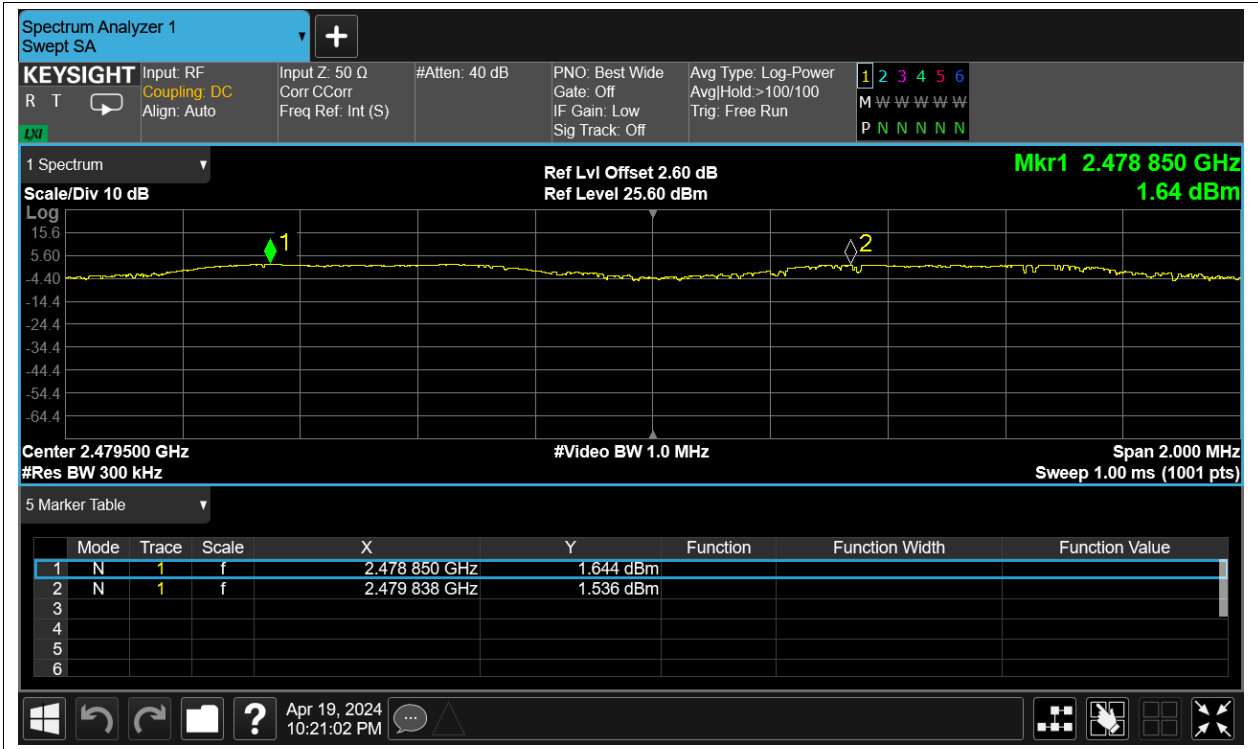 Spectrum Analyzer 1
Swept SA
KEYSIGHT
R T
LXI
Input: RF
Coupling: DC
Align: Auto
Input Z: 50 Ω
Corr CCorr
Freq Ref: Int (S)
#Atten: 40 dB
PNO: Best Wide
Gate: Off
IF Gain: Low
Sig Track: Off
Avg Type: Log-Power
Avg|Hold:>100/100
Trig: Free Run
1 2 3 4 5 6
M W W W W W
P N N N N N
1 Spectrum
Scale/Div 10 dB
Ref Lvl Offset 2.60 dB
Ref Level 25.60 dBm
Mkr1 2.478 850 GHz
1.64 dBm
Log
15.6
5.60
-4.40
-14.4
-24.4
-34.4
-44.4
-54.4
-64.4
1
2
Center 2.479500 GHz
#Video BW 1.0 MHz
Span 2.000 MHz
#Res BW 300 kHz
Sweep 1.00 ms (1001 pts)
5 Marker Table
Mode Trace Scale X Y Function Function Width Function Value
1 N 1 f 2.478 850 GHz 1.644 dBm
2 N 1 f 2.479 838 GHz 1.536 dBm
3
4
5
6
?
Apr 19, 2024
10:21:02 PM